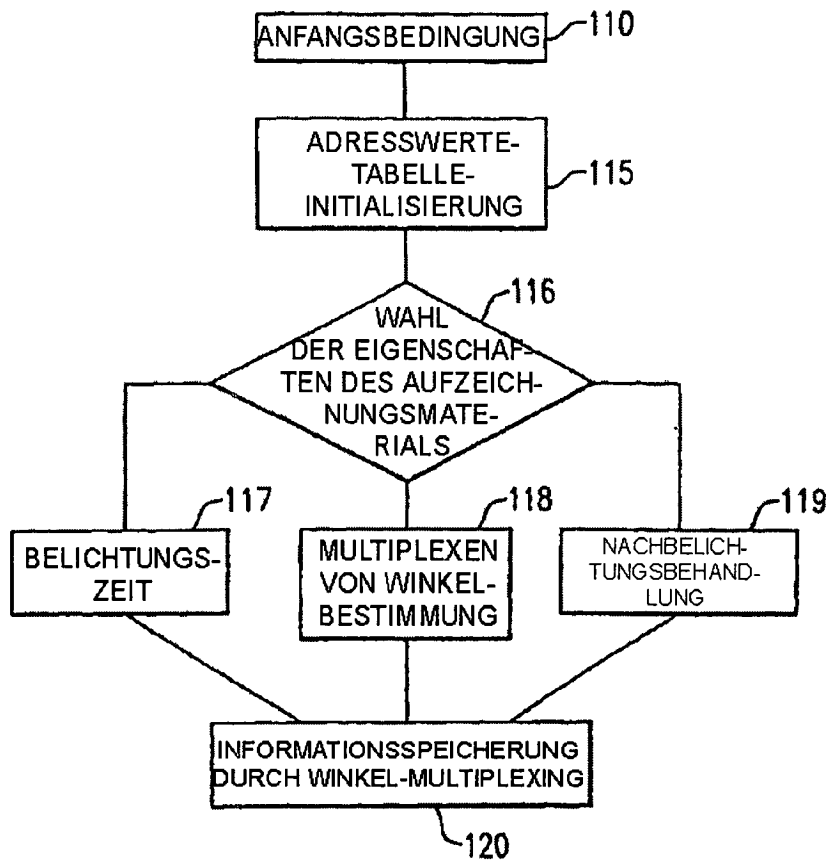 ANFANGSBEDINGUNG
110
ADRESSWERTE-
TABELLE-
INITIALISIERUNG
115
116
WAHL
DER EIGENSCHAF-
TEN DES AUFZEICH-
NUNGSMATE-
RIALS
117
BELICHTUNGS-
ZEIT
118
MULTIPLEXEN
VON WINKEL-
BESTIMMUNG
119
NACHBELICH-
TUNGSBEHAND-
LUNG
INFORMATIONSSPEICHERUNG
DURCH WINKEL-MULTIPLEXING
120